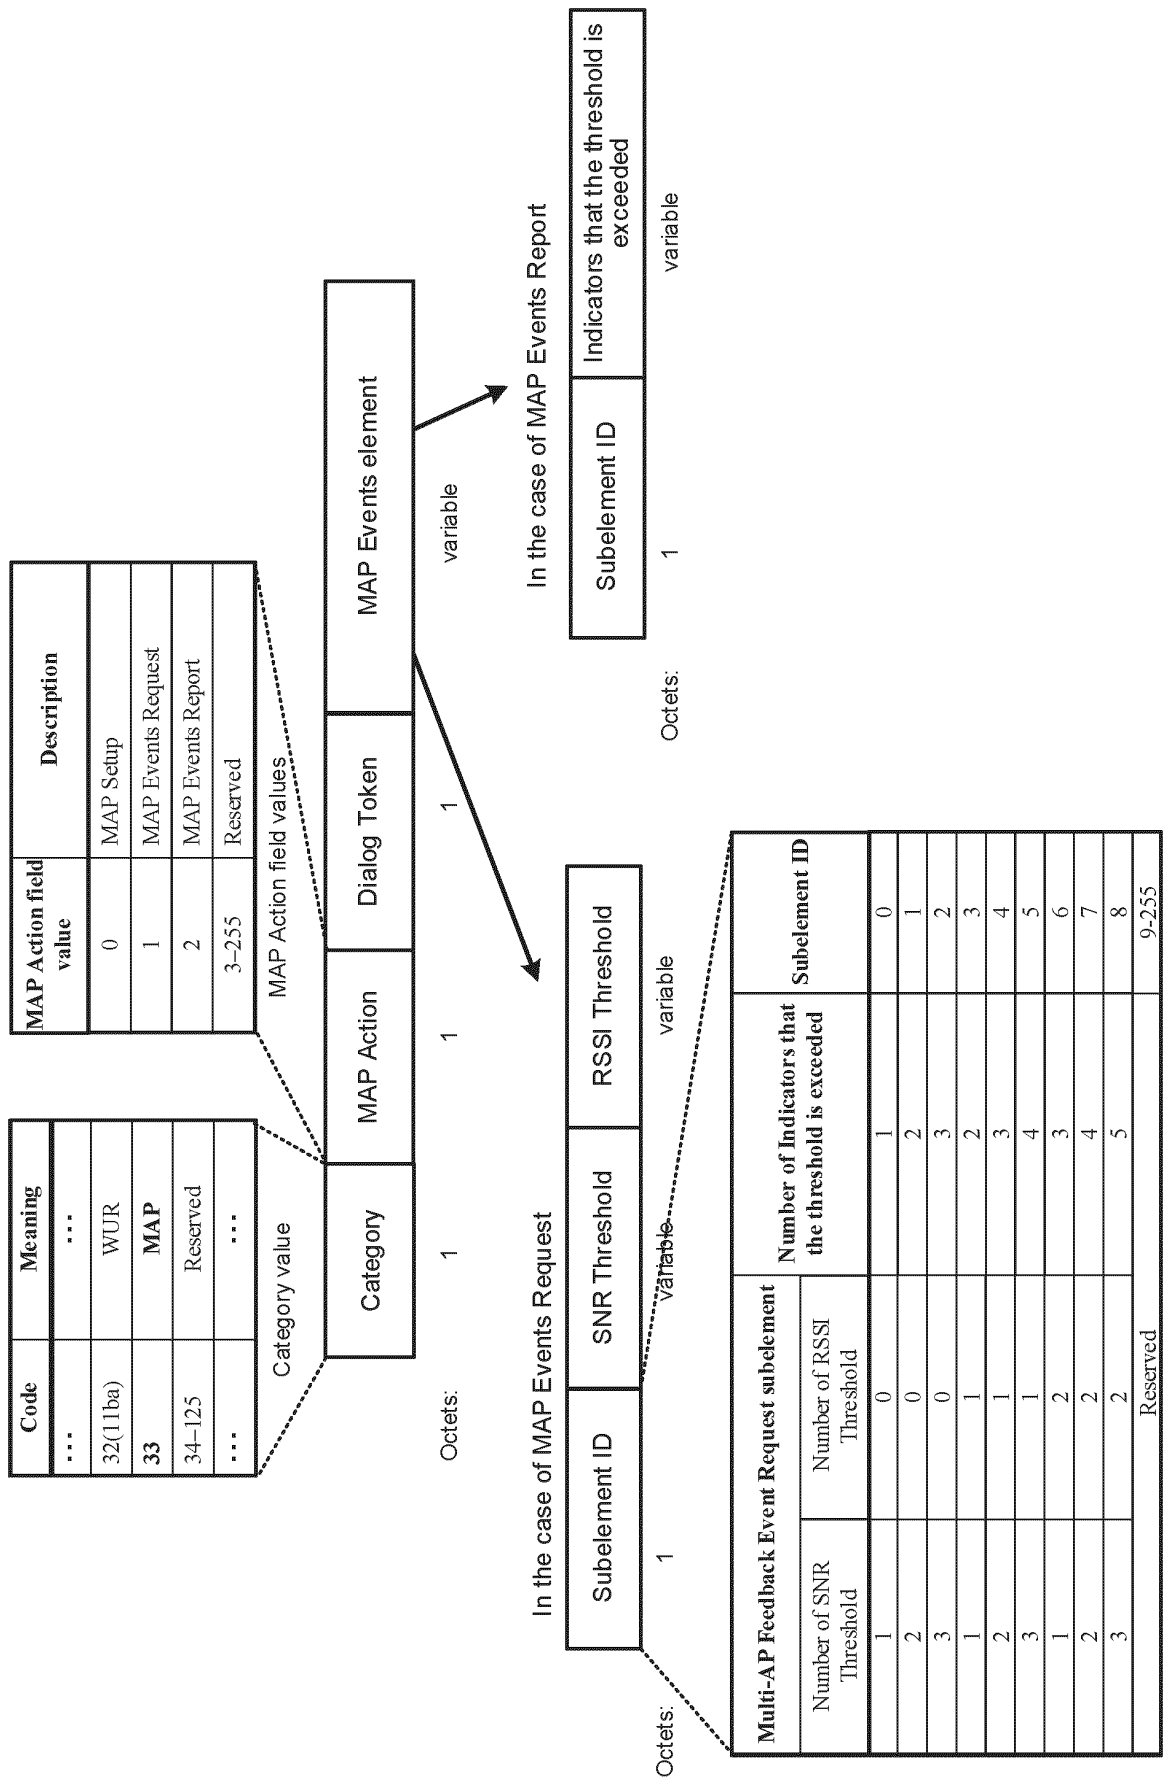 Code Meaning
... ...
32(11ba) WUR
33 MAP
34–125 Reserved
... ...
Category value
MAP Action field value Description
0 MAP Setup
1 MAP Events Request
2 MAP Events Report
3–255 Reserved
MAP Action field values
Category MAP Action Dialog Token MAP Events element
Octets: 1 1 1 variable
In the case of MAP Events Request
Subelement ID SNR Threshold RSSI Threshold
Octets: 1 variable variable
In the case of MAP Events Report
Subelement ID Indicators that the threshold is
exceeded
Octets: 1 variable
Multi-AP Feedback Event Request subelement
Number of SNR
Threshold
Number of RSSI
Threshold
Number of Indicators that
the threshold is exceeded
Subelement ID
1 0 1 0
2 0 2 1
3 0 3 2
1 1 2 3
2 1 3 4
3 1 4 5
1 2 3 6
2 2 4 7
3 2 5 8
Reserved 9-255